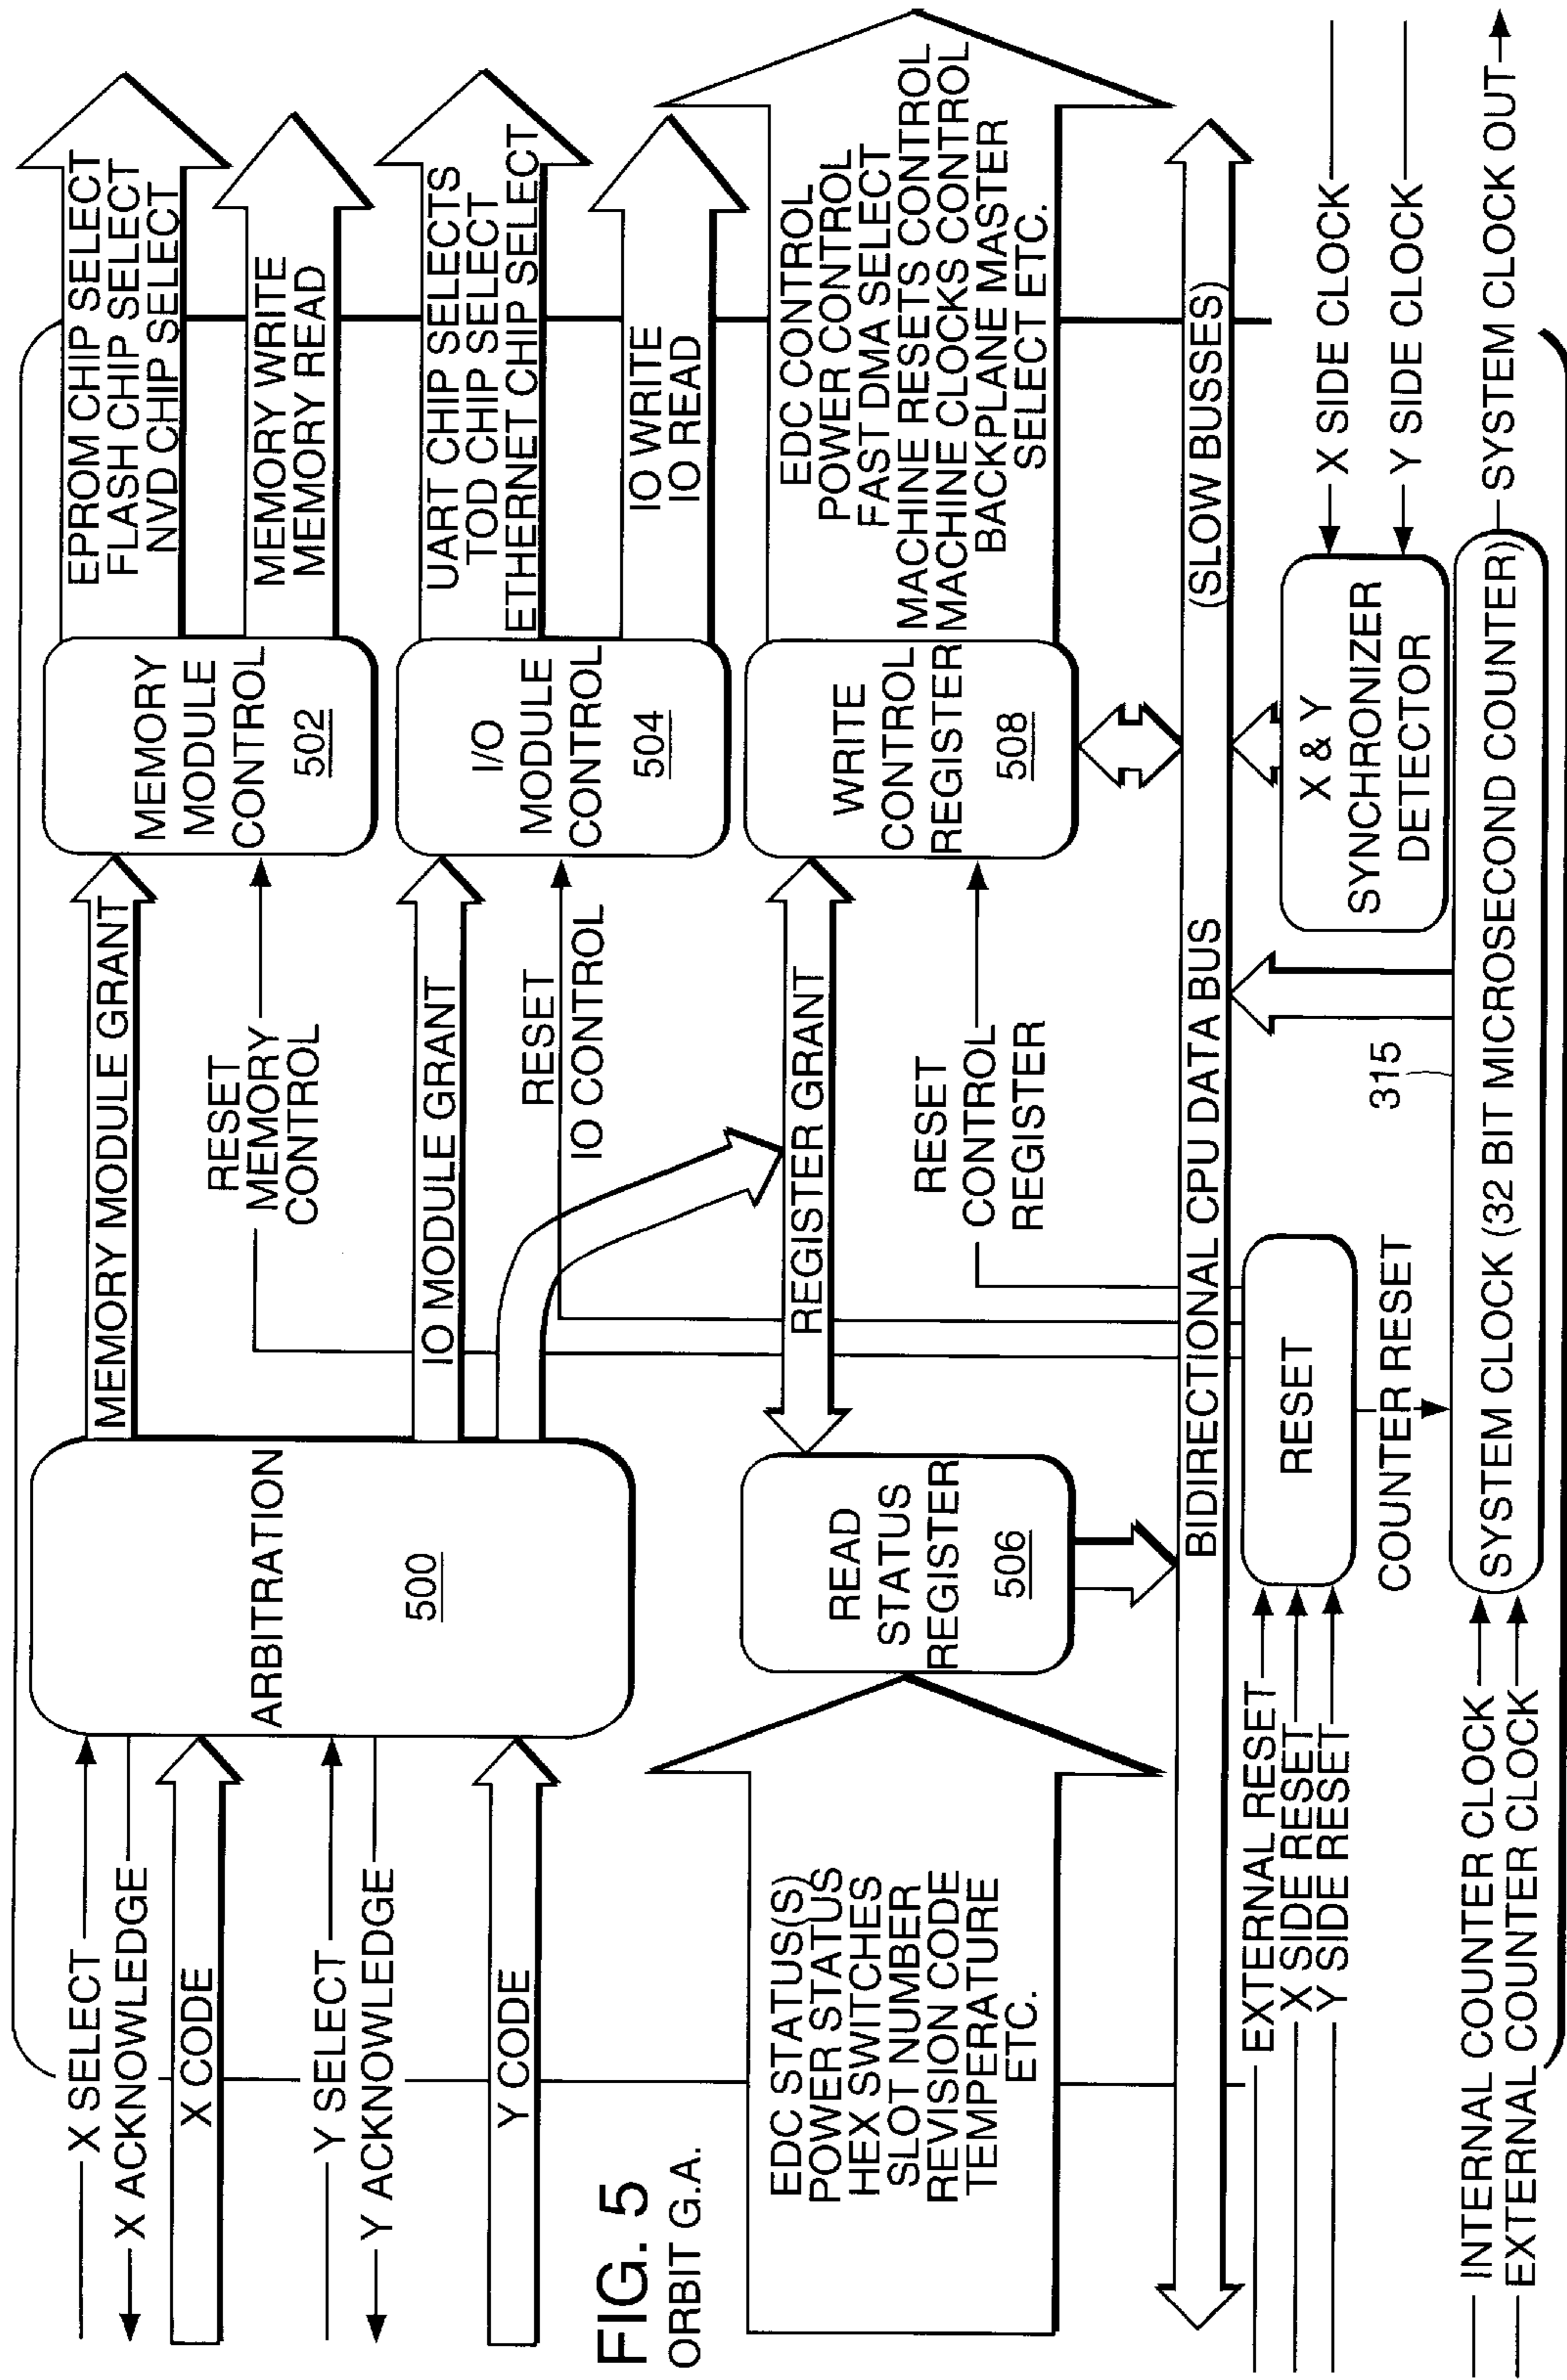 X SELECT
X ACKNOWLEDGE
X CODE
Y SELECT
Y ACKNOWLEDGE
Y CODE
FIG. 5
ORBIT G.A.
ARBITRATION
500
MEMORY MODULE GRANT
RESET
MEMORY
CONTROL
IO MODULE GRANT
RESET
IO CONTROL
REGISTER GRANT
RESET
CONTROL
REGISTER
MEMORY
MODULE
CONTROL
502
I/O
MODULE
CONTROL
504
WRITE
CONTROL
REGISTER
508
EPROM CHIP SELECT
FLASH CHIP SELECT
NVD CHIP SELECT
MEMORY WRITE
MEMORY READ
UART CHIP SELECTS
TOD CHIP SELECT
ETHERNET CHIP SELECT
IO WRITE
IO READ
EDC CONTROL
POWER CONTROL
FAST DMA SELECT
MACHINE RESETS CONTROL
MACHINE CLOCKS CONTROL
BACKPLANE MASTER
SELECT ETC.
EDC STATUS(S)
POWER STATUS
HEX SWITCHES
SLOT NUMBER
REVISION CODE
TEMPERATURE
ETC.
READ
STATUS
REGISTER
506
BIDIRECTIONAL CPU DATA BUS
(SLOW BUSSES)
EXTERNAL RESET
X SIDE RESET
Y SIDE RESET
RESET
COUNTER RESET
315
X & Y
SYNCHRONIZER
DETECTOR
X SIDE CLOCK
Y SIDE CLOCK
INTERNAL COUNTER CLOCK
EXTERNAL COUNTER CLOCK
SYSTEM CLOCK (32 BIT MICROSECOND COUNTER)
SYSTEM CLOCK OUT